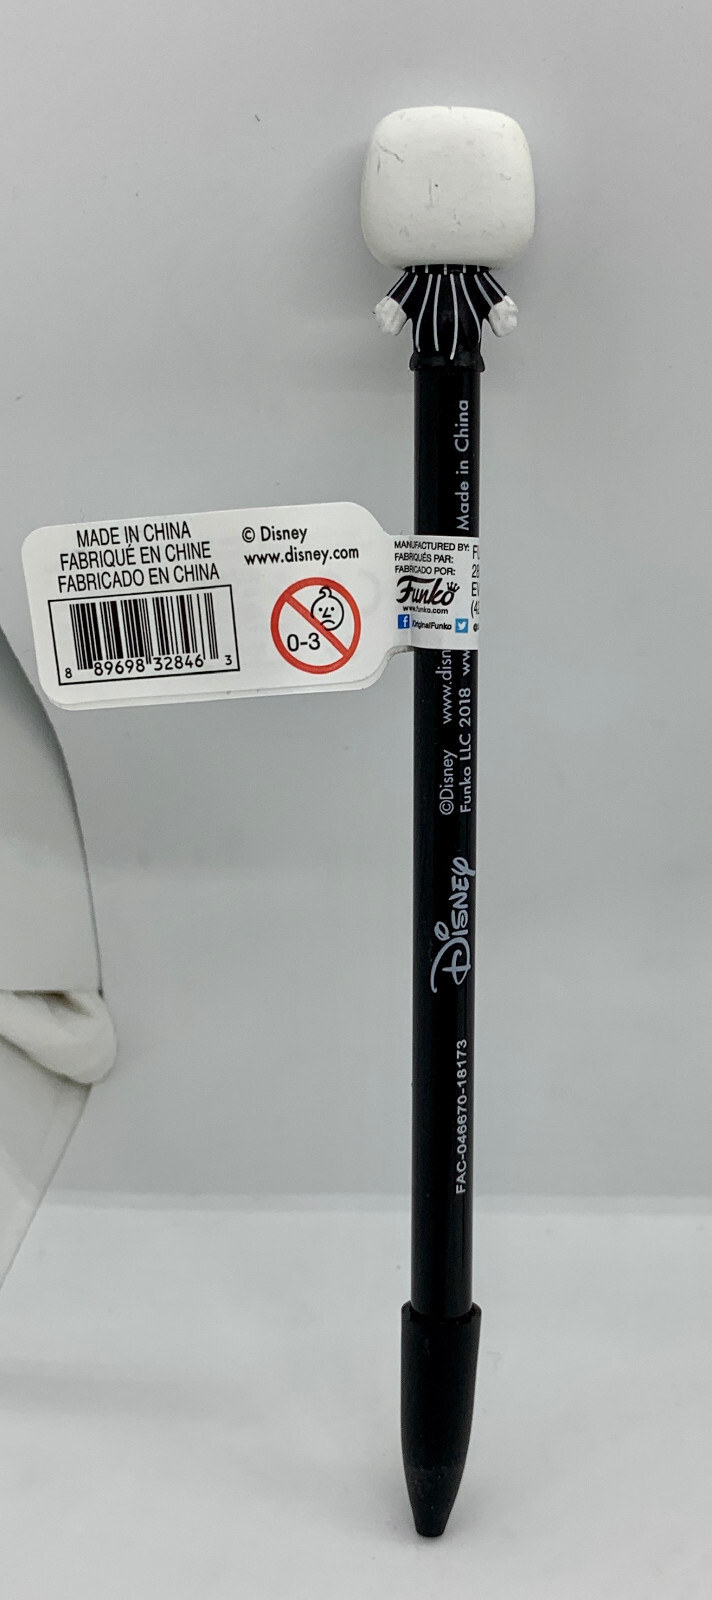 MADE IN CHINA
FABRIQUÉ EN CHINE
FABRICADO EN CHINA
8 89698 32846 3
© Disney
www.disney.com
0-3
MANUFACTURED BY:
FABRIQUÉS PAR:
FABRICADO POR:
Funko
www.funko.com
OriginalFunko
Made in China
©Disney www.disn
Funko LLC 2018 ww
Disney
FAC-046670-18173